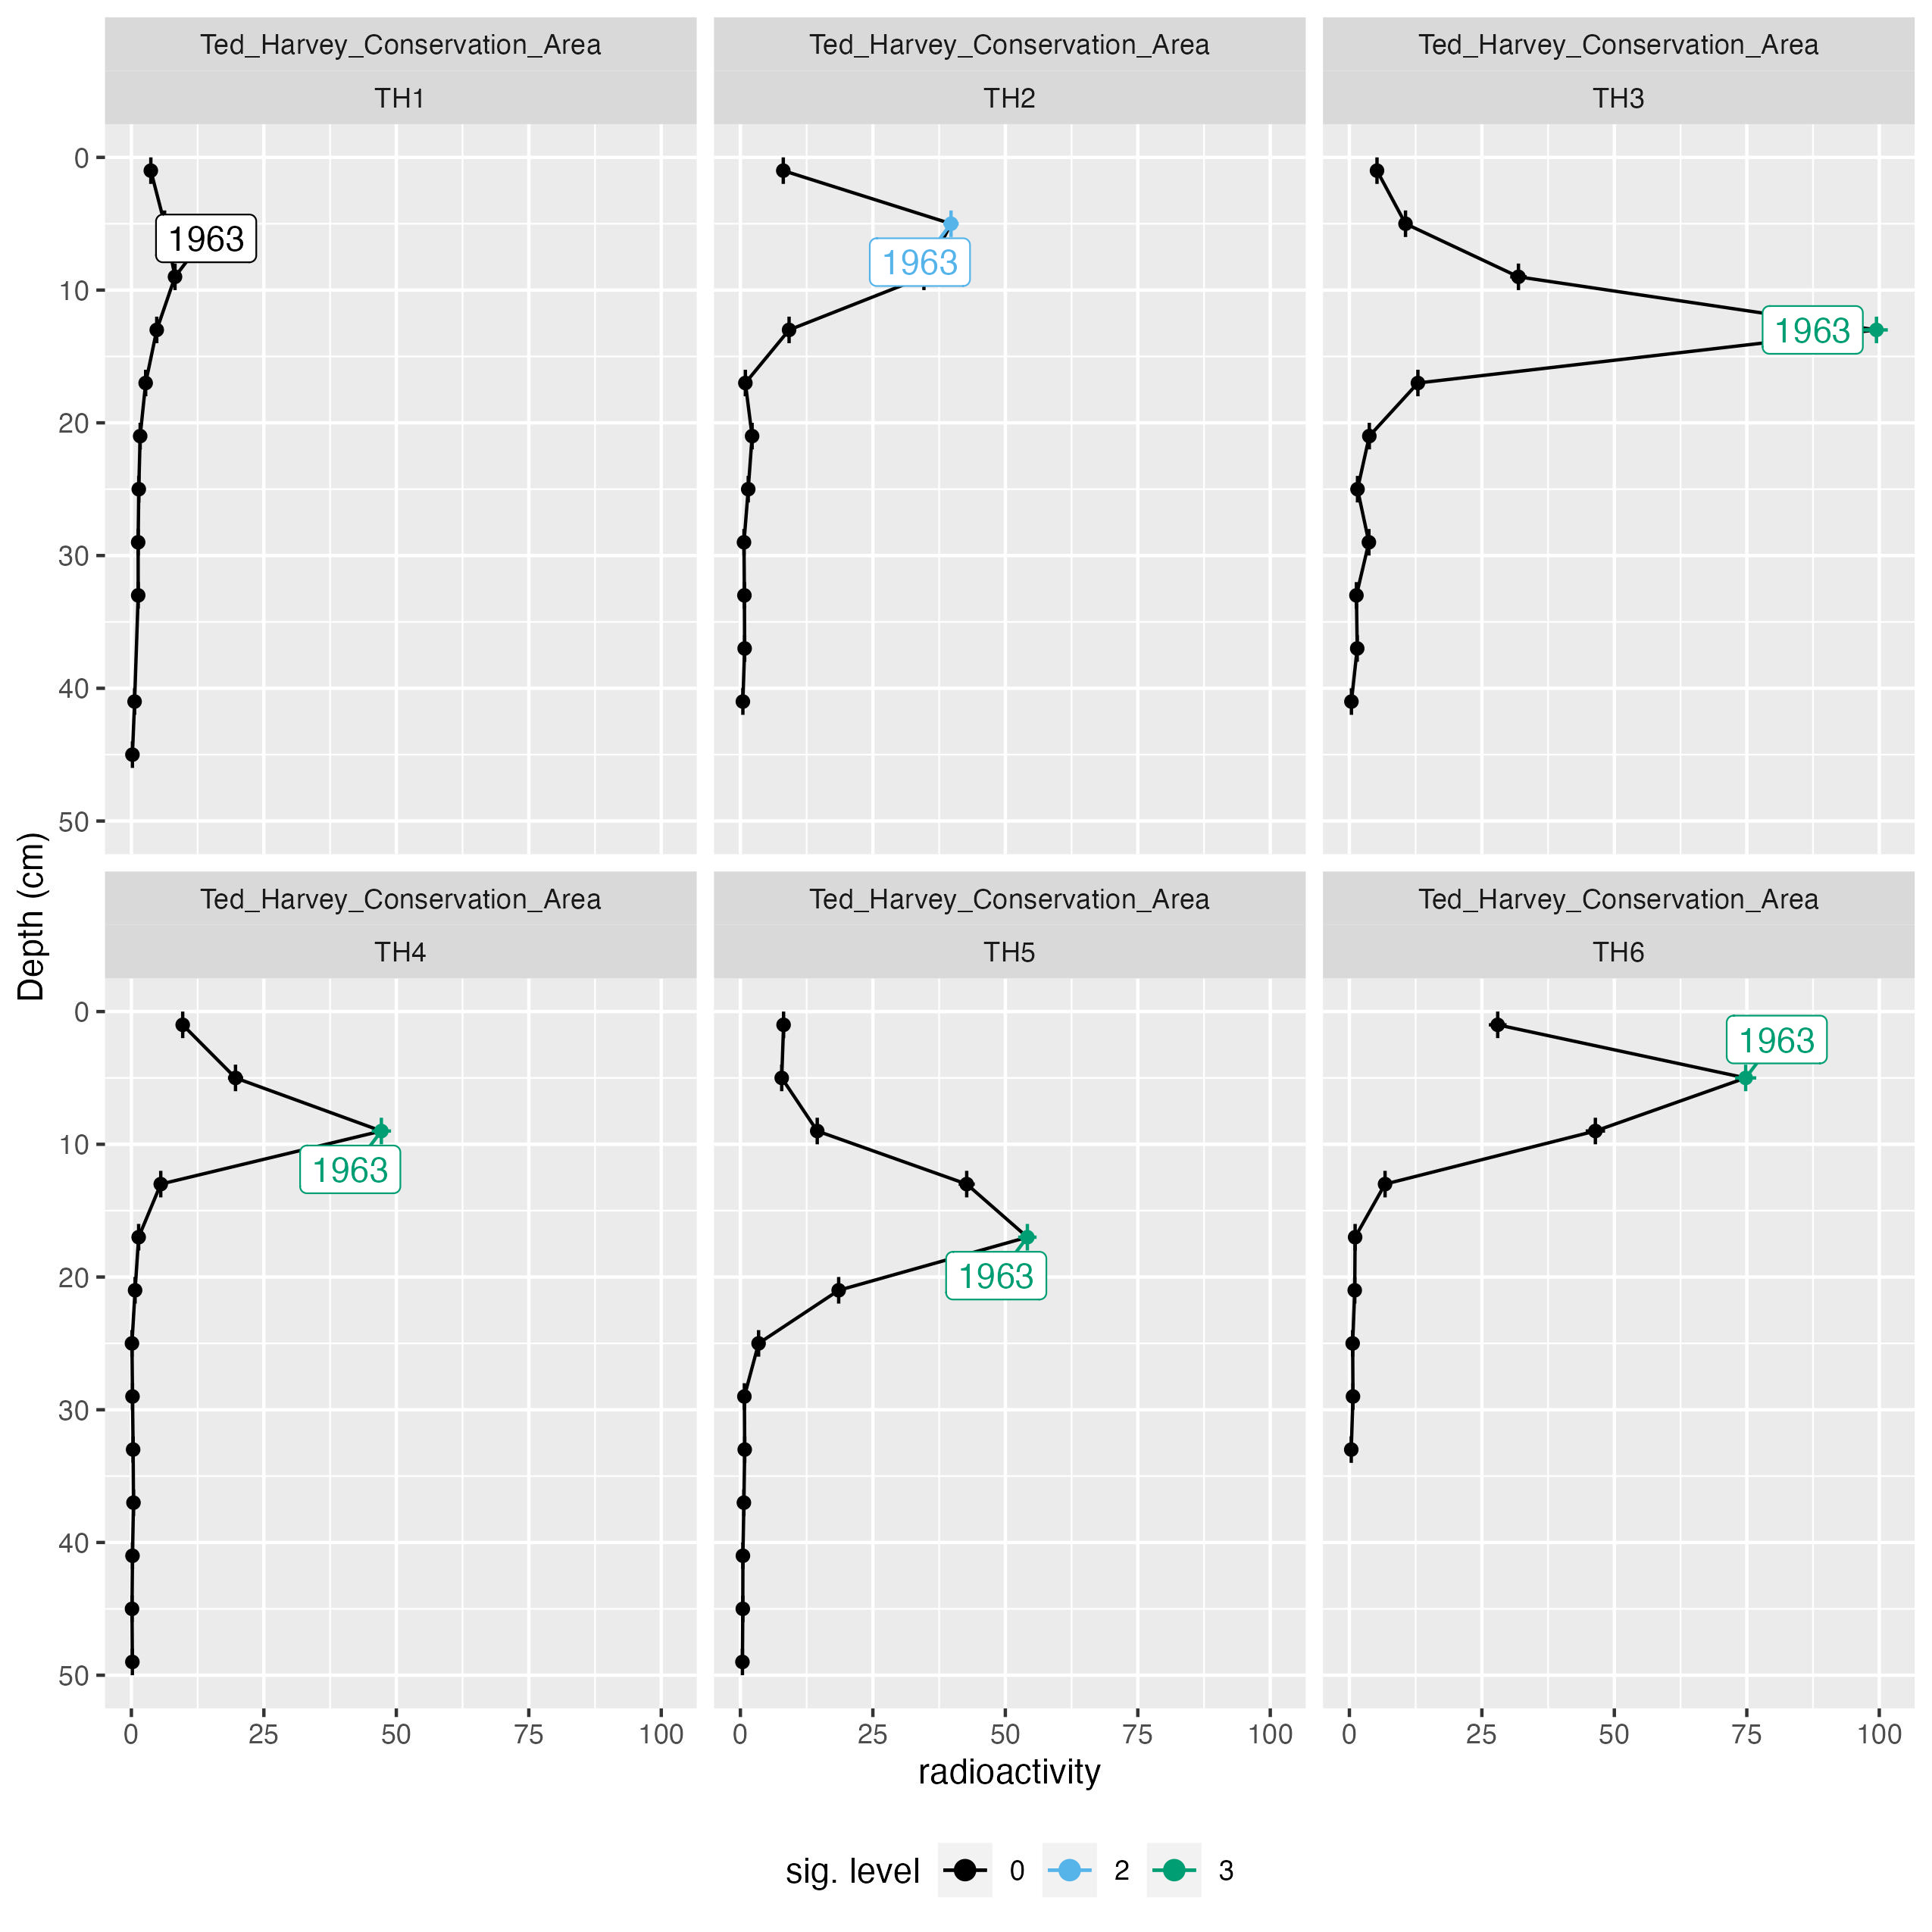 Ted_Harvey_Conservation_Area Ted_Harvey_Conservation_Area Ted_Harvey_Conservation_Area
TH1 TH2 TH3
0
1963
1963
10
1963
20
30
40
50
Depth (cm)
Ted_Harvey_Conservation_Area Ted_Harvey_Conservation_Area Ted_Harvey_Conservation_Area
TH4 TH5 TH6
0
1963
10
1963
20
1963
30
40
50
0 25 50 75 100 0 25 50 75 100 0 25 50 75 100
radioactivity
sig. level 0 2 3